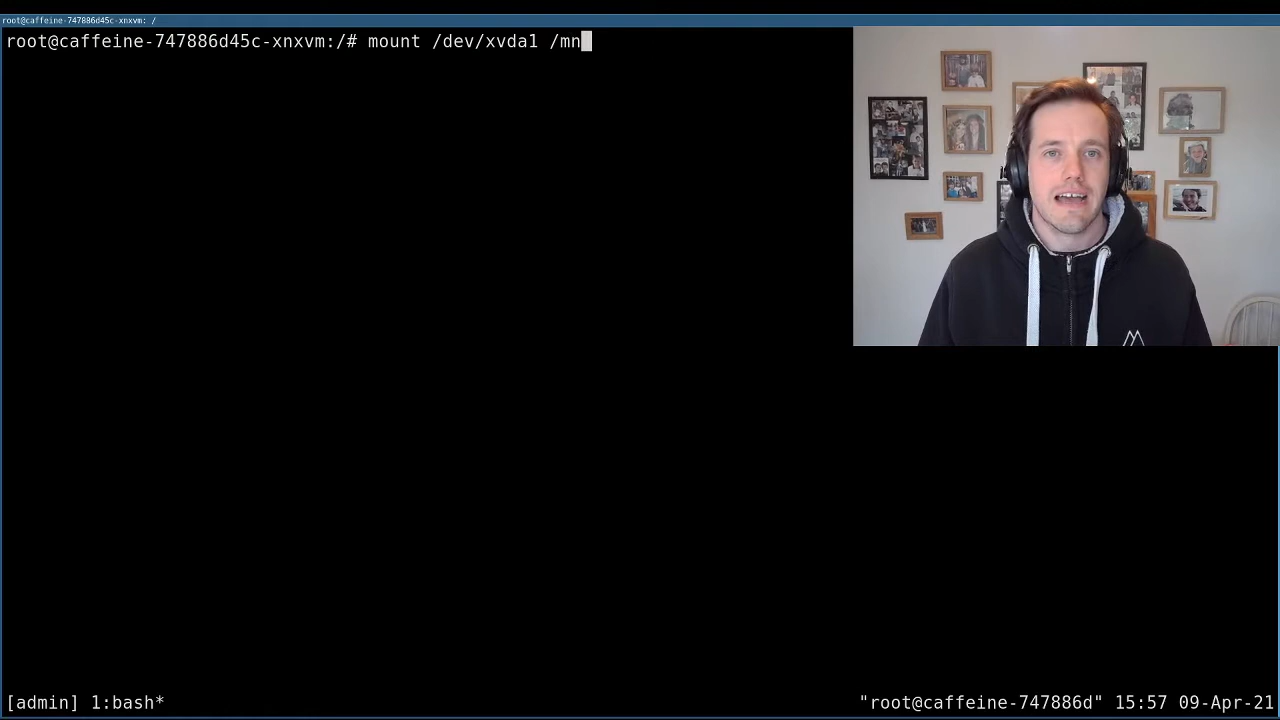 root@caffeine-747886d45c-xnxvm: /
root@caffeine-747886d45c-xnxvm:/# mount /dev/xvda1 /mn
[admin] 1:bash* "root@caffeine-747886d" 15:57 09-Apr-21